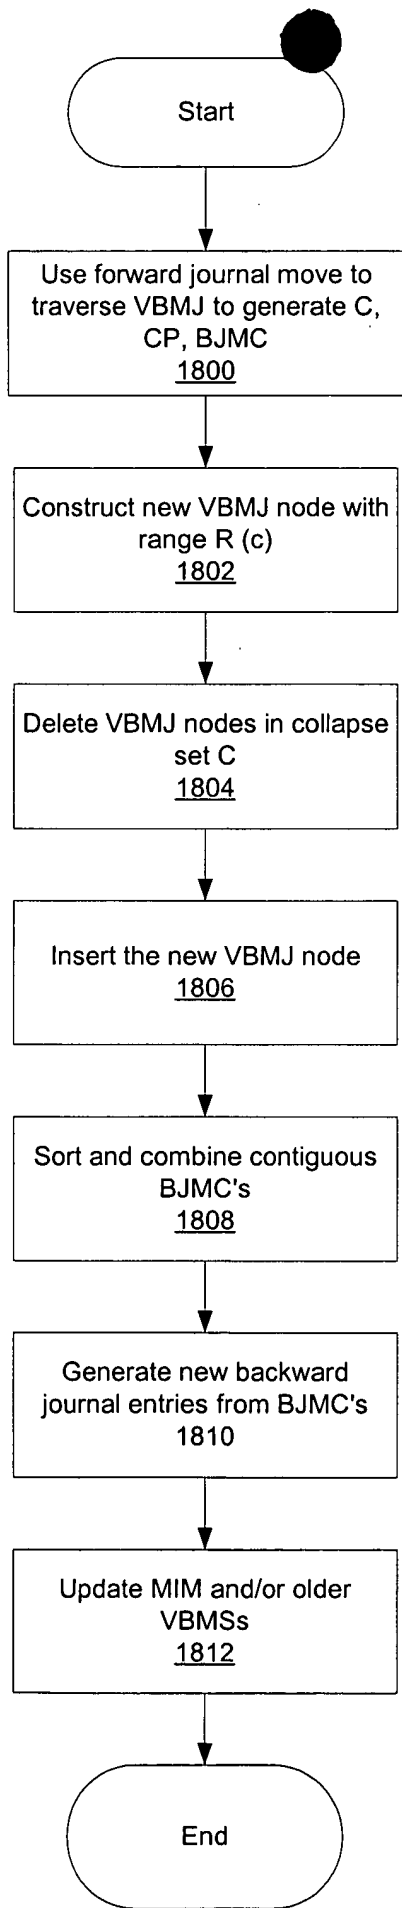 Start
Use forward journal move to
traverse VBMJ to generate C,
CP, BJMC
1800
Construct new VBMJ node with
range R (c)
1802
Delete VBMJ nodes in collapse
set C
1804
Insert the new VBMJ node
1806
Sort and combine contiguous
BJMC's
1808
Generate new backward
journal entries from BJMC's
1810
Update MIM and/or older
VBMSs
1812
End